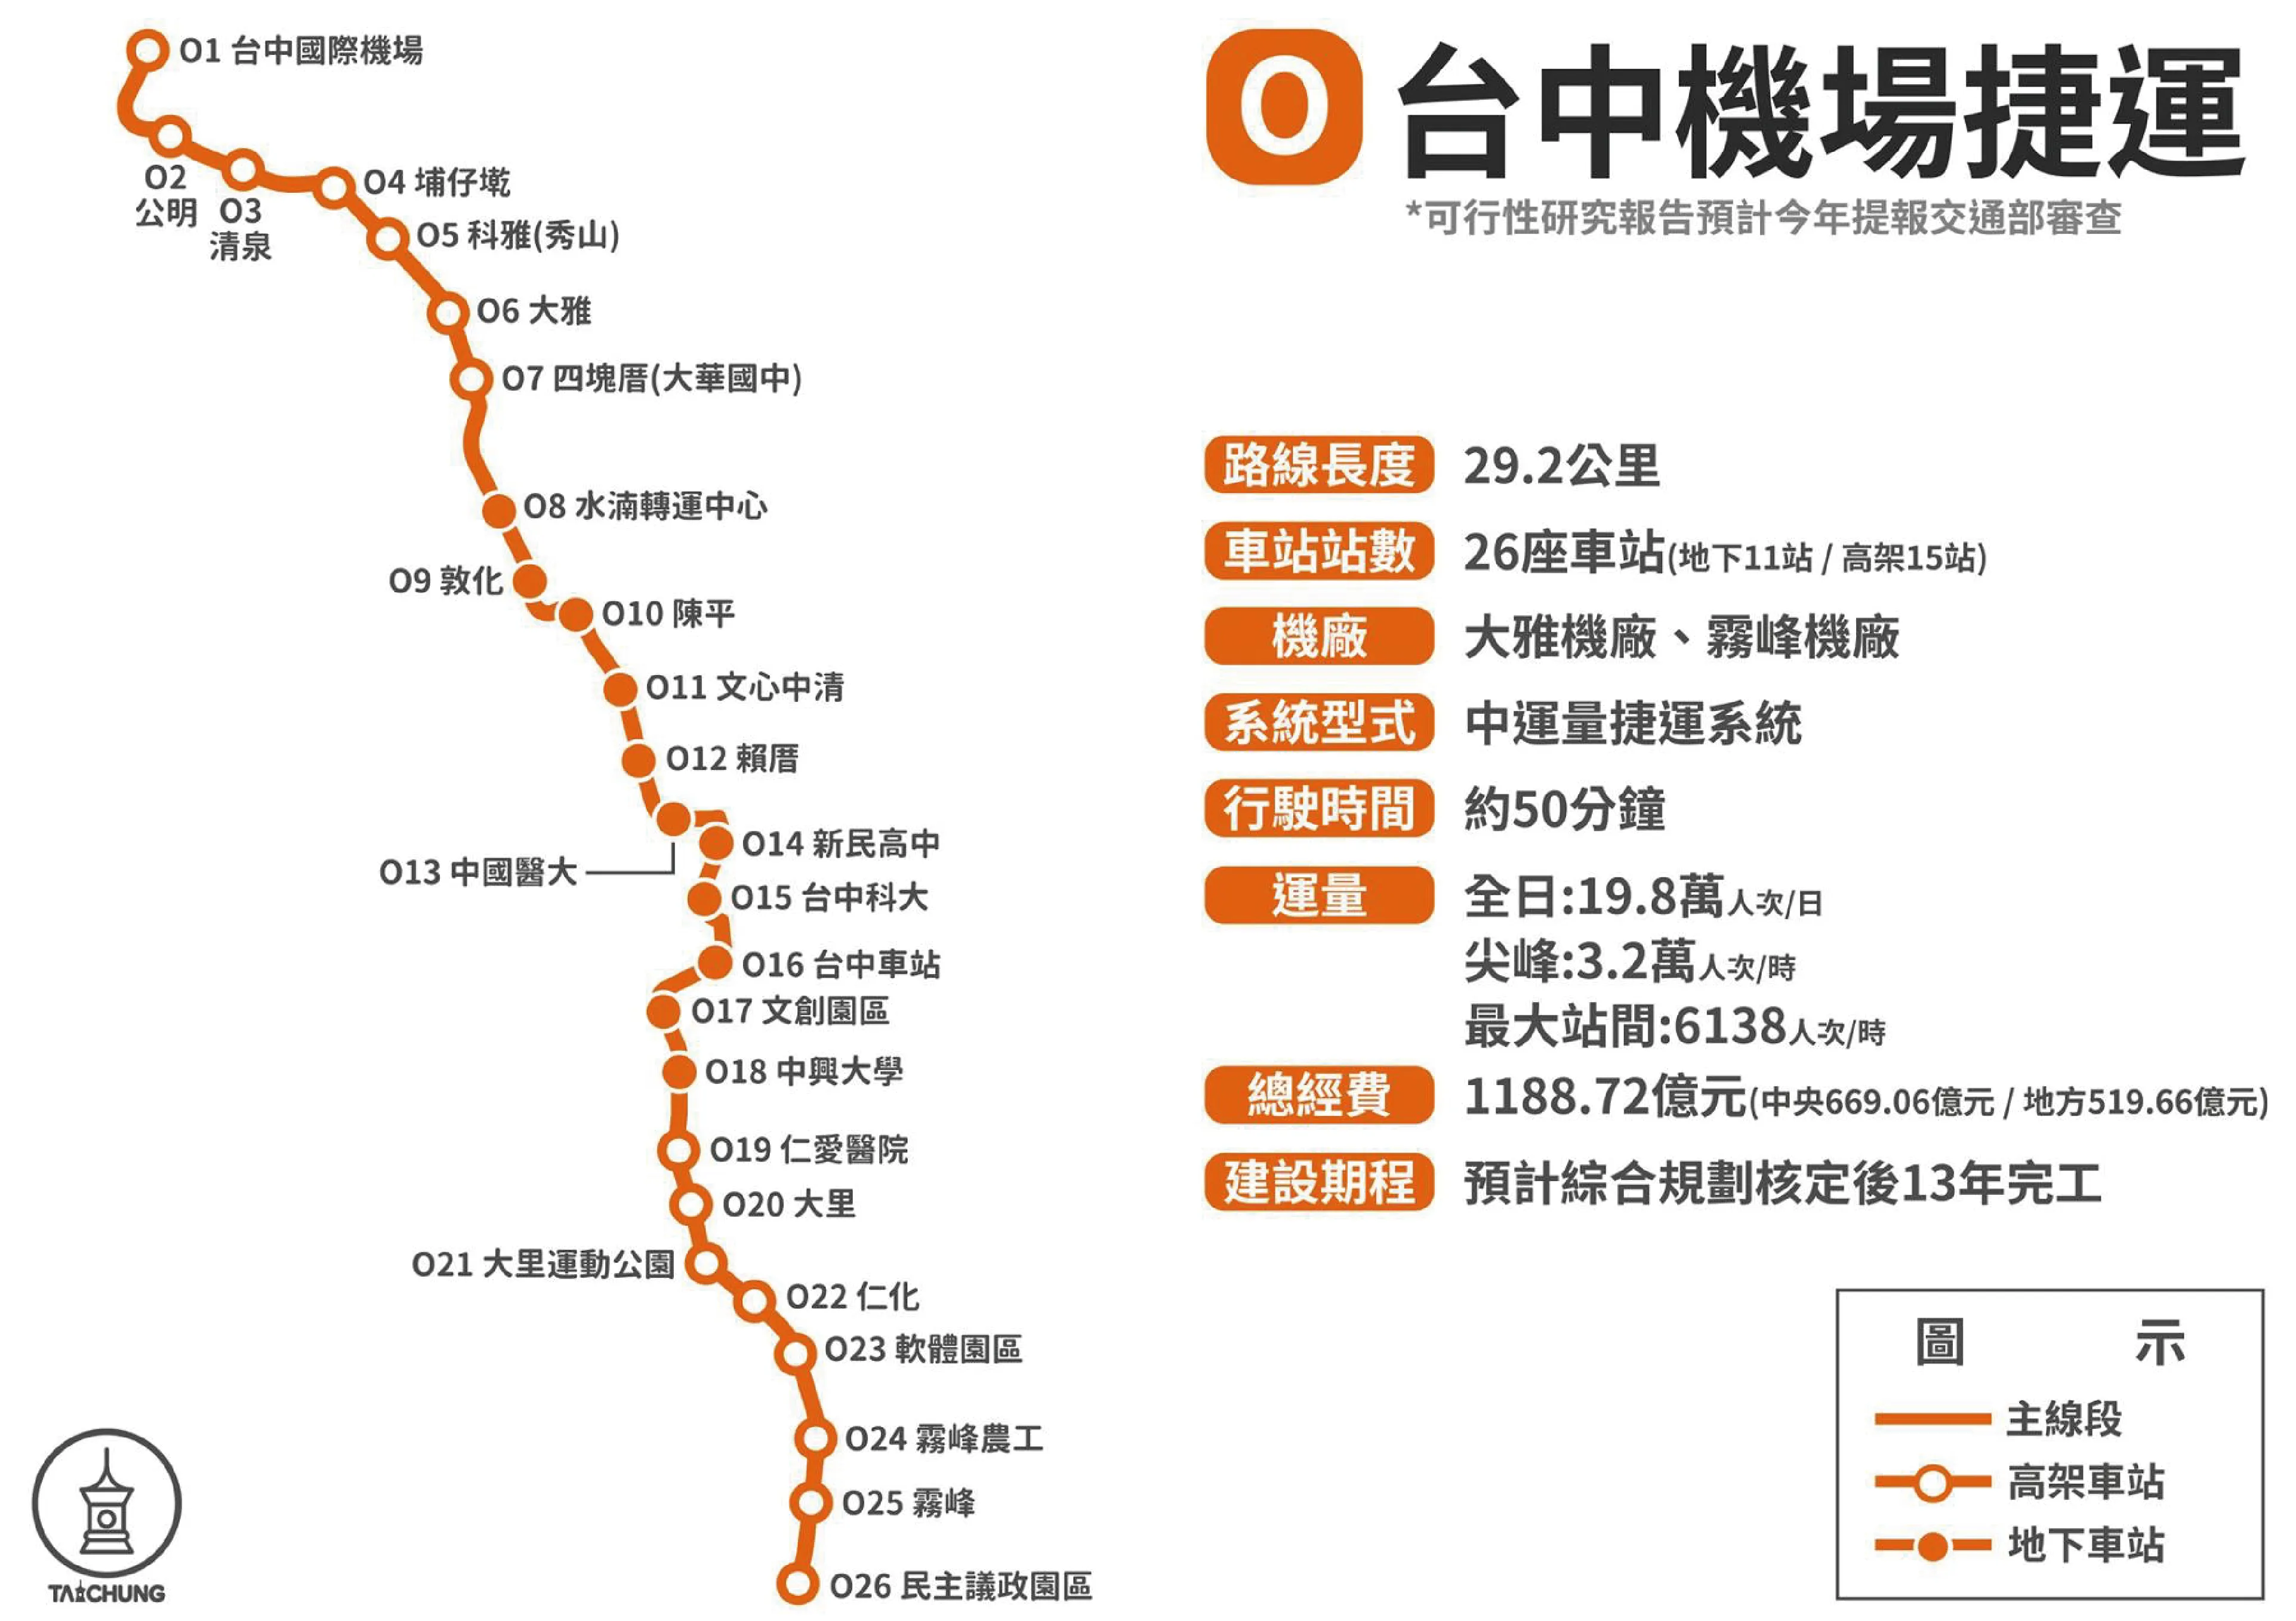 O1 台中國際機場
O2
公明
O3
清泉
O4 埔仔墘
O5 科雅(秀山)
O6 大雅
O7 四塊厝(大華國中)
O8 水湳轉運中心
O9 敦化
O10 陳平
O11 文心中清
O12 賴厝
O13 中國醫大
O14 新民高中
O15 台中科大
O16 台中車站
O17 文創園區
O18 中興大學
O19 仁愛醫院
O20 大里
O21 大里運動公園
O22 仁化
O23 軟體園區
O24 霧峰農工
O25 霧峰
O26 民主議政園區
TAICHUNG
O 台中機場捷運
*可行性研究報告預計今年提報交通部審查
路線長度 29.2公里
車站站數 26座車站(地下11站 / 高架15站)
機廠 大雅機廠、霧峰機廠
系統型式 中運量捷運系統
行駛時間 約50分鐘
運量 全日:19.8萬人次/日
尖峰:3.2萬人次/時
最大站間:6138人次/時
總經費 1188.72億元(中央669.06億元 / 地方519.66億元)
建設期程 預計綜合規劃核定後13年完工
圖 示
主線段
高架車站
地下車站